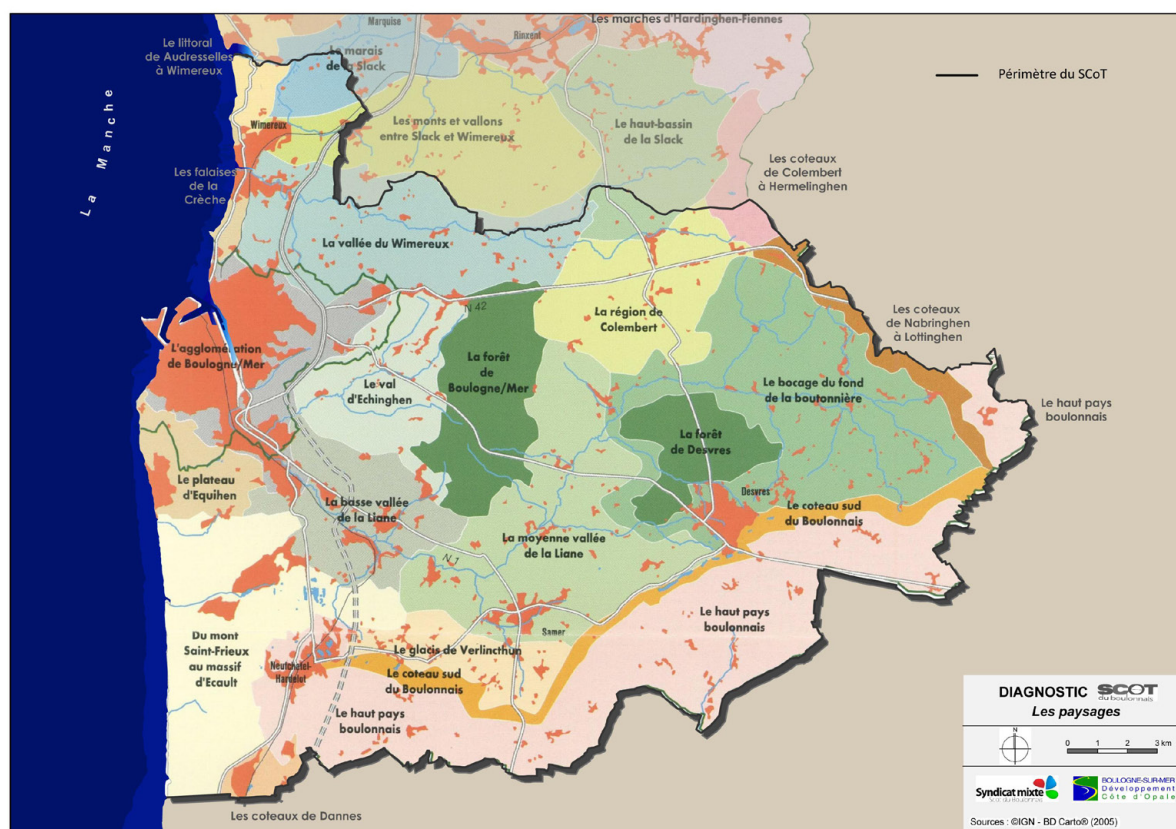 Marquise
Les marches d'Hardinghen-Fiennes
Rinxent
Le littoral
de Audresselles
à Wimereux
Le marais
de la Slack
Périmètre du SCoT
La Manche
Wimereux
Les monts et vallons
entre Slack et Wimereux
Le haut-bassin
de la Slack
Les falaises
de la
Crèche
Les coteaux
de Colembert
à Hermelinghen
La vallée du Wimereux
N 42
La région de
Colembert
Les coteaux
de Nabringhen
à Lottinghen
L'agglomération
de Boulogne/Mer
La forêt
de
Boulogne/Mer
Le val
d'Echinghen
Le bocage du fond
de la boutonnière
Le haut pays
boulonnais
La forêt
de Desvres
Le plateau
d'Equihen
Desvres
La basse vallée
de la Liane
Le coteau sud
du Boulonnais
La moyenne vallée
de la Liane
N 1
Le haut pays
boulonnais
Samer
Du mont
Saint-Frieux
au massif
d'Ecault
Le glacis de Verlincthun
Neufchatel-
Hardelot
Le coteau sud
du Boulonnais
Le haut pays
boulonnais
Les coteaux de Dannes
DIAGNOSTIC SCOT
du boulonnais
Les paysages
N
0 1 2 3 km
Syndicat mixte
Scot du Boulonnais
BOULOGNE-SUR-MER
Développement
Côte d'Opale
Sources : ©IGN - BD Carto® (2005)